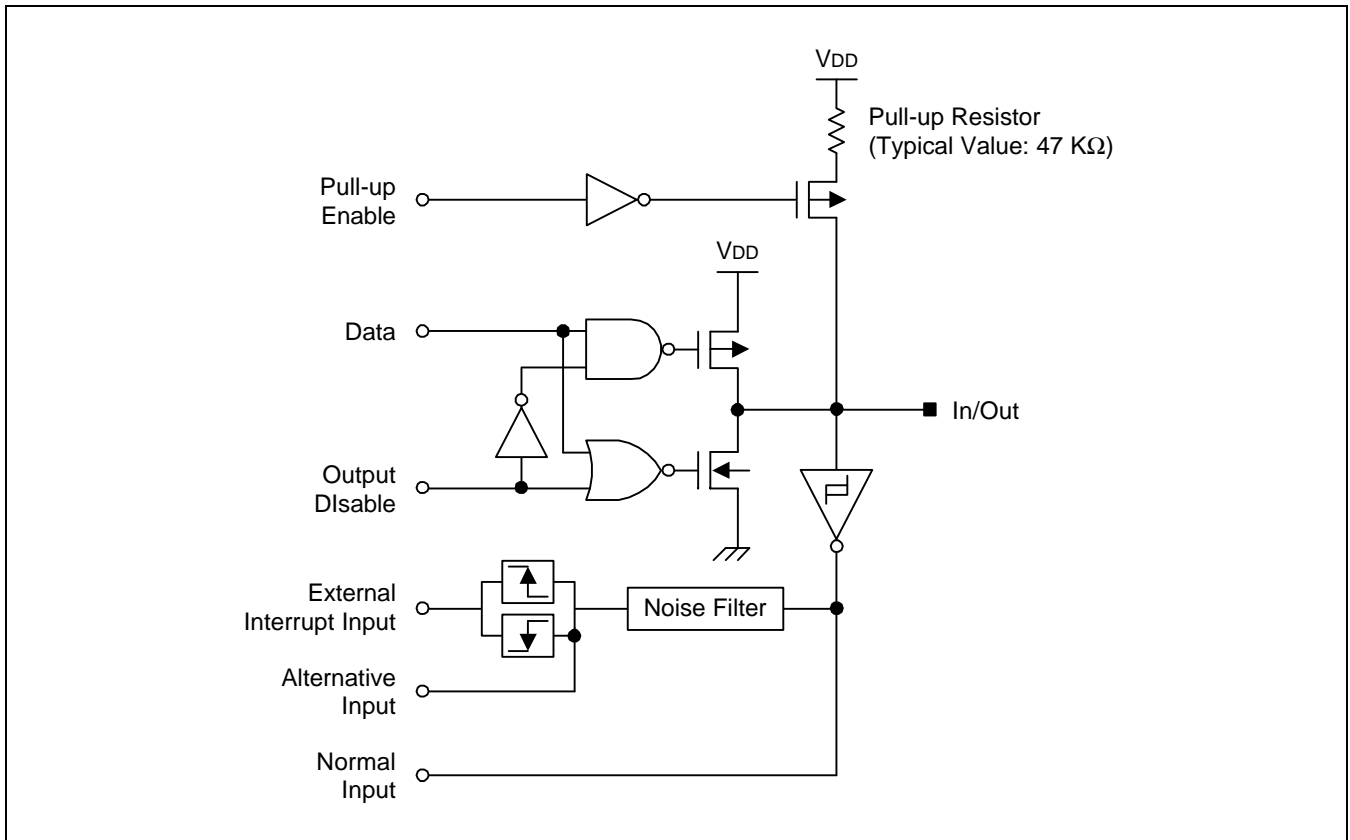 VDD
Pull-up Resistor
(Typical Value: 47 KΩ)
Pull-up
Enable
VDD
Data
In/Out
Output
DIsable
External
Interrupt Input
Noise Filter
Alternative
Input
Normal
Input